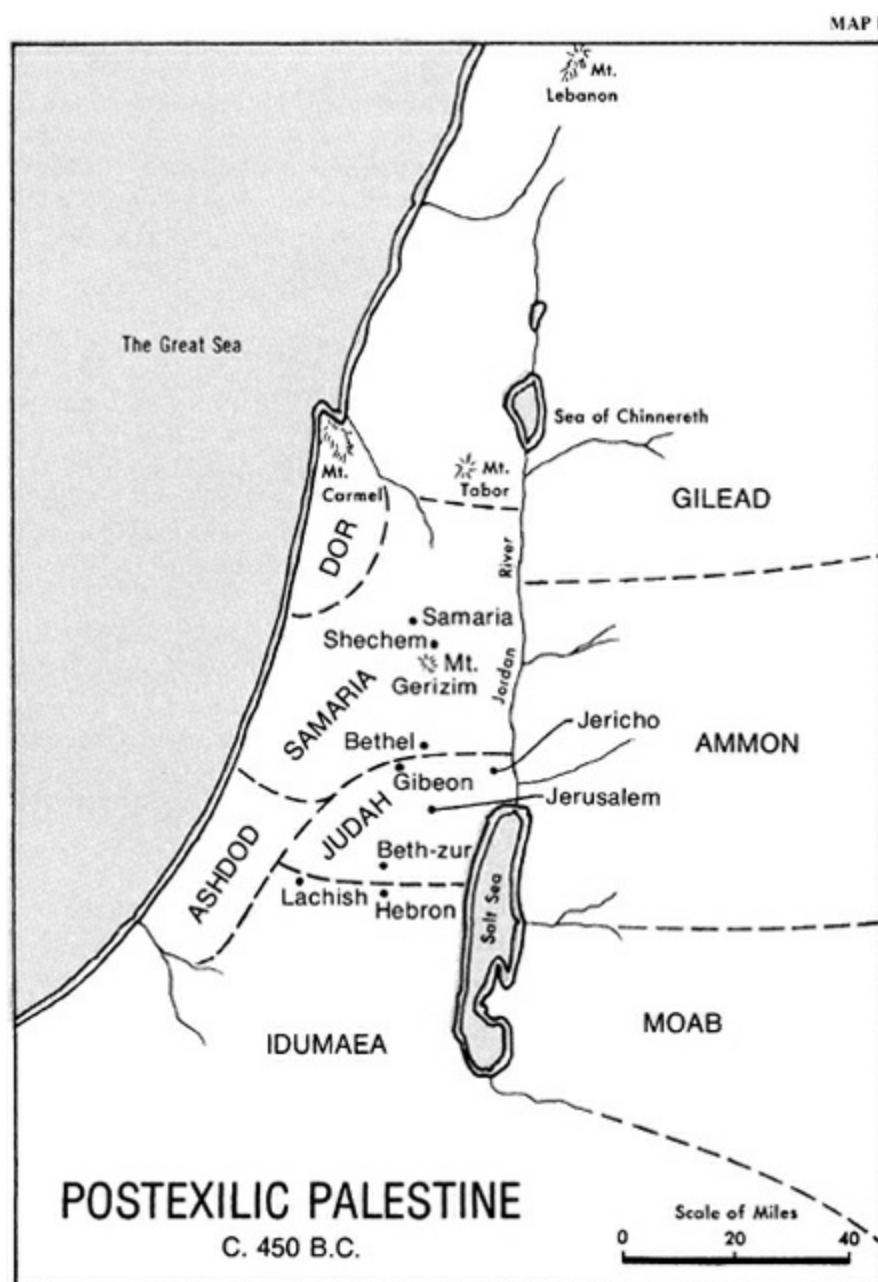 MAP
Mt.
Lebanon
The Great Sea
Sea of Chinnereth
Mt.
Carmel
Mt.
Tabor
GILEAD
DOR
River
Jordan
Samaria
Shechem
Mt.
Gerizim
SAMARIA
Bethel
Jericho
AMMON
Gibeon
Jerusalem
JUDAH
ASHDOD
Beth-zur
Lachish
Hebron
Salt Sea
IDUMAEA
MOAB
POSTEXILIC PALESTINE
C. 450 B.C.
Scale of Miles
0 20 40